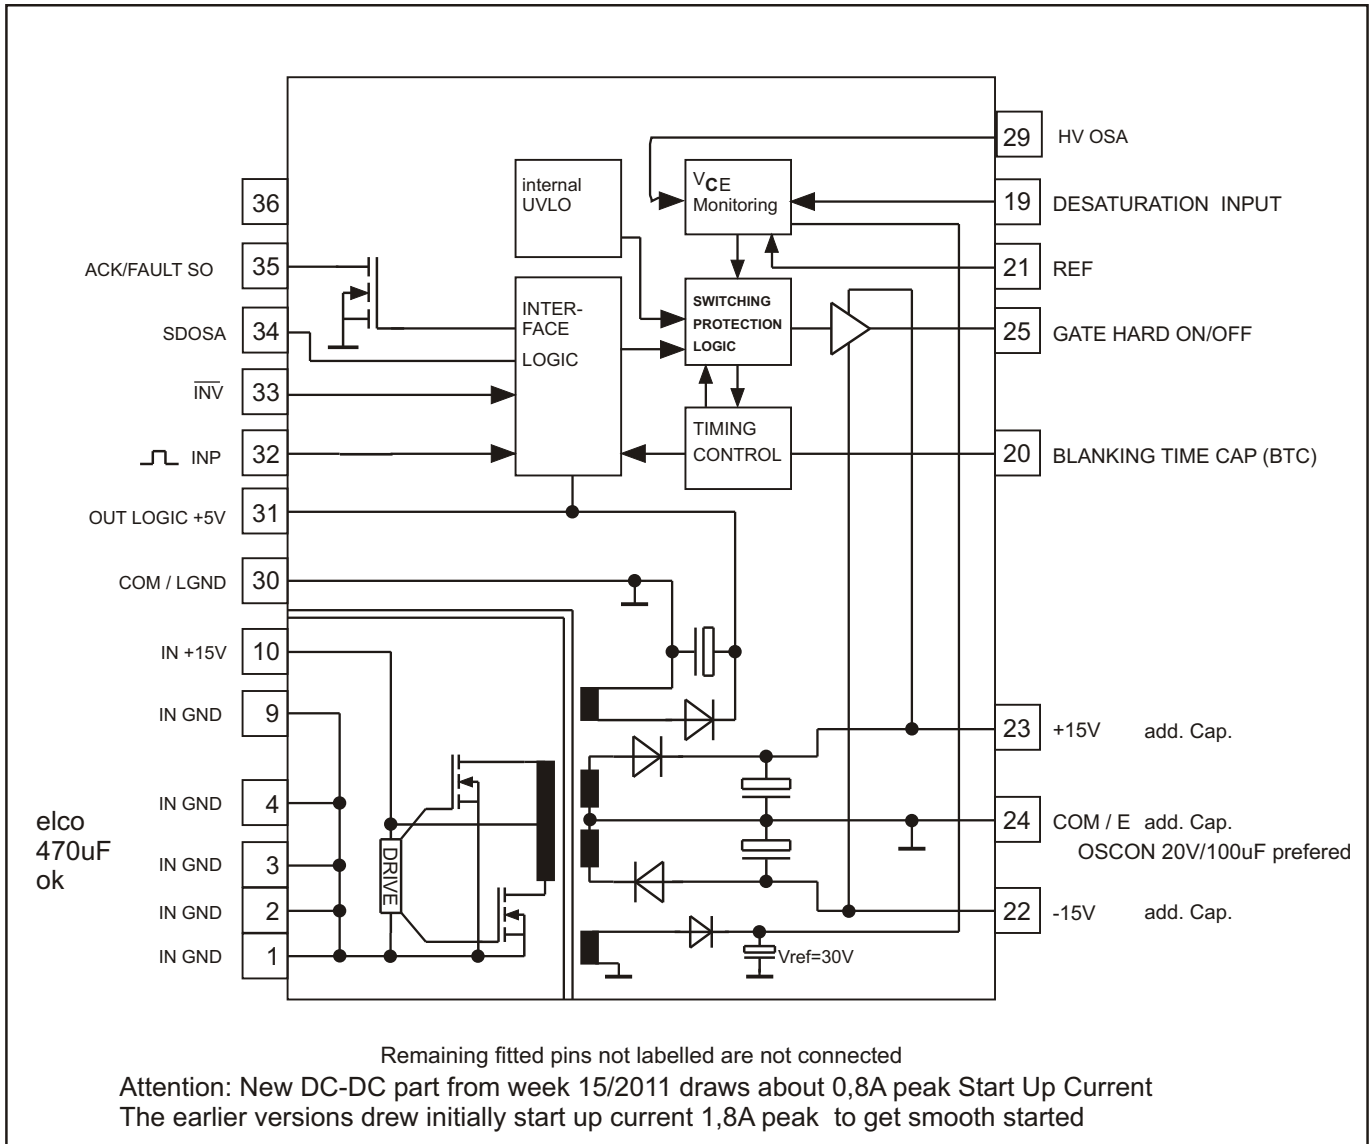 29 HV OSA
internal
UVLO
VCE
Monitoring
36
19 DESATURATION INPUT
ACK/FAULT SO 35
21 REF
INTER-
FACE
LOGIC
SWITCHING
PROTECTION
LOGIC
SDOSA 34
25 GATE HARD ON/OFF
INV 33
TIMING
CONTROL
INP 32
20 BLANKING TIME CAP (BTC)
OUT LOGIC +5V 31
COM / LGND 30
IN +15V 10
IN GND 9
23 +15V add. Cap.
IN GND 4
24 COM / E add. Cap.
OSCON 20V/100uF prefered
elco
470uF
ok
DRIVE
IN GND 3
IN GND 2
22 -15V add. Cap.
IN GND 1
Vref=30V
Remaining fitted pins not labelled are not connected
Attention: New DC-DC part from week 15/2011 draws about 0,8A peak Start Up Current
The earlier versions drew initially start up current 1,8A peak to get smooth started